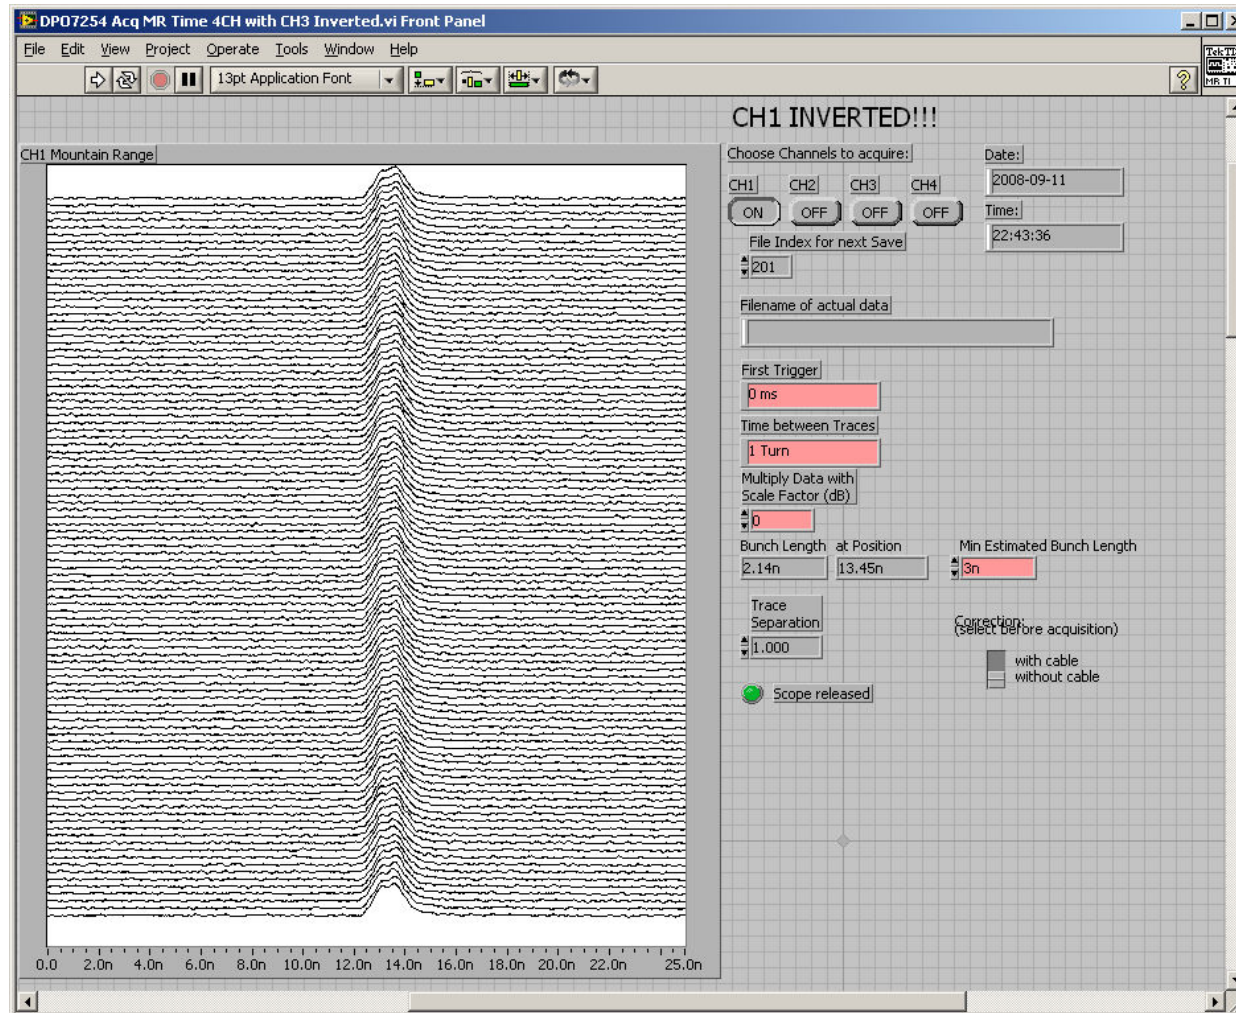 DPO7254 Acq MR Time 4CH with CH3 Inverted.vi Front Panel
File Edit View Project Operate Tools Window Help
13pt Application Font
?
TekTD
MR TI
CH1 INVERTED!!!
CH1 Mountain Range
Choose Channels to acquire:
Date:
2008-09-11
CH1 CH2 CH3 CH4
ON OFF OFF OFF
Time:
22:43:36
File Index for next Save
201
Filename of actual data
First Trigger
0 ms
Time between Traces
1 Turn
Multiply Data with
Scale Factor (dB)
0
Bunch Length at Position Min Estimated Bunch Length
2.14n 13.45n 3n
Trace
Separation
1.000
Correction:
(select before acquisition)
with cable
without cable
Scope released
0.0 2.0n 4.0n 6.0n 8.0n 10.0n 12.0n 14.0n 16.0n 18.0n 20.0n 22.0n 25.0n